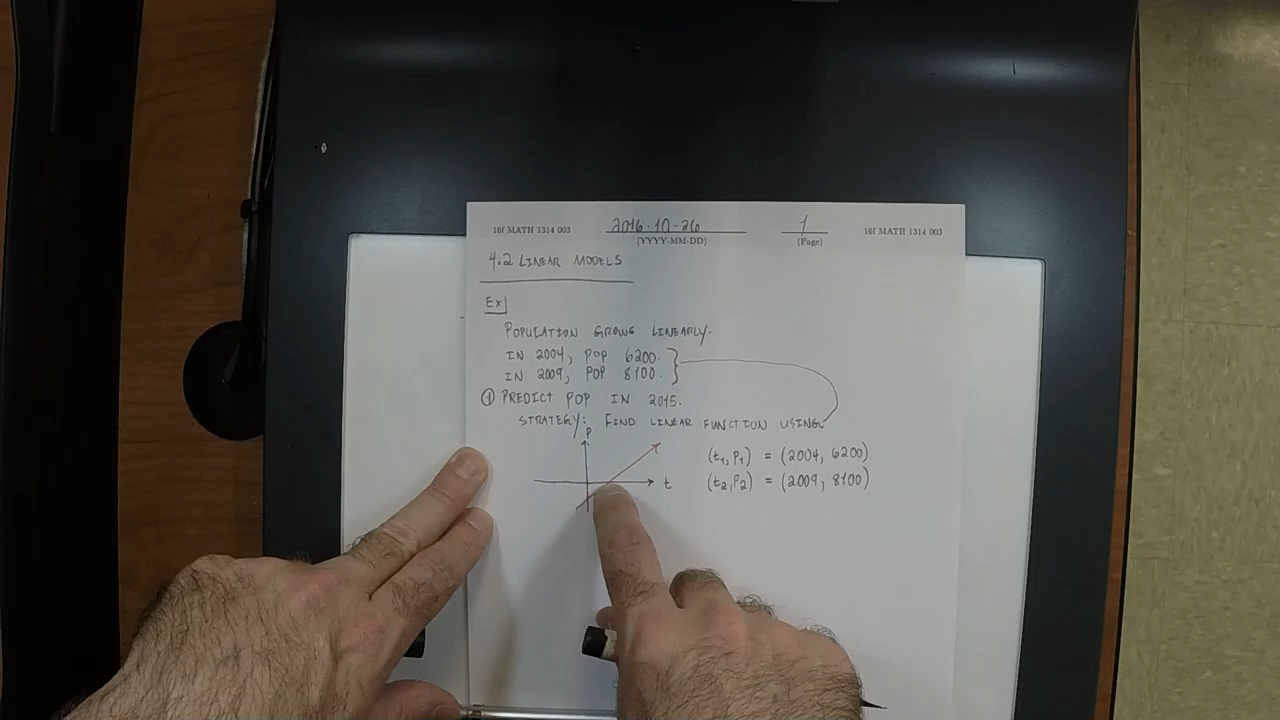 16f MATH 1314 003 2016-10-26 1 16f MATH 1314 003
(YYYY-MM-DD) (Page)
4.2 LINEAR MODELS
Ex
POPULATION GROWS LINEARLY.
IN 2004, POP 6200.
IN 2009, POP 8100.
① PREDICT POP IN 2015.
STRATEGY: FIND LINEAR FUNCTION USING
P
t
(t₁, P₁) = (2004, 6200)
(t₂, P₂) = (2009, 8100)